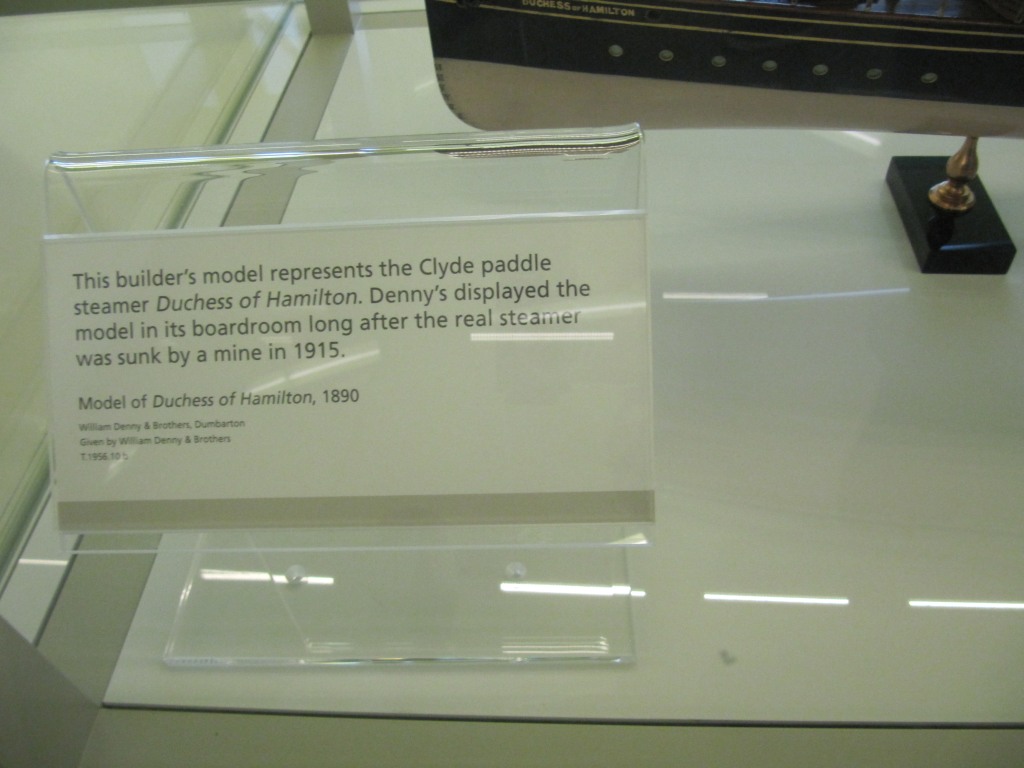 DUCHESS OF HAMILTON
This builder's model represents the Clyde paddle
steamer Duchess of Hamilton. Denny's displayed the
model in its boardroom long after the real steamer
was sunk by a mine in 1915.
Model of Duchess of Hamilton, 1890
William Denny & Brothers, Dumbarton
Given by William Denny & Brothers
T.1956.10.b